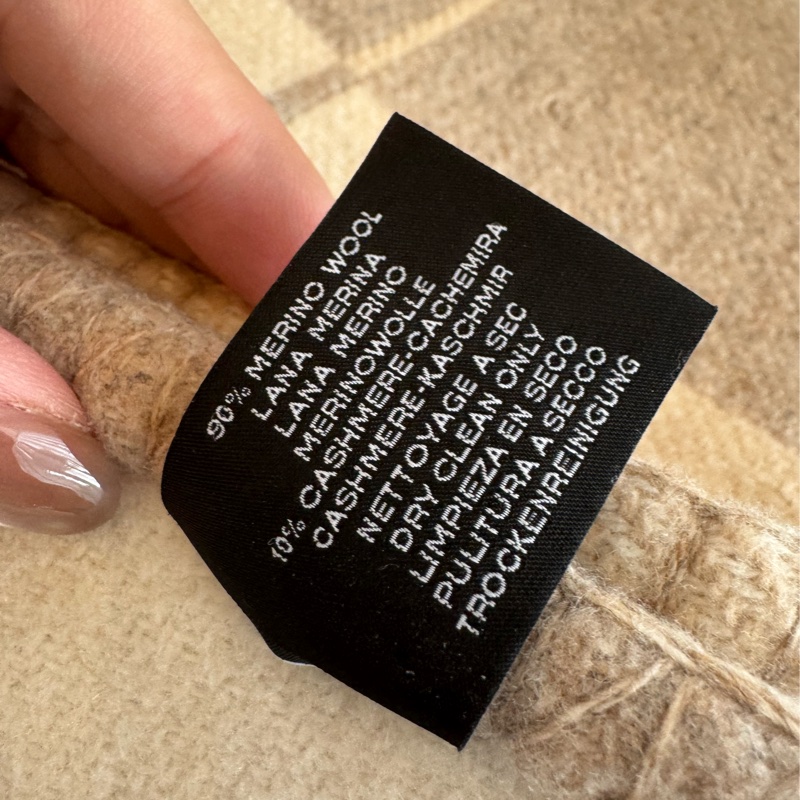 90% MERINO WOOL
LANA MERINA
LANA MERINO
MERINOWOLLE
10% CASHMERE-CACHEMIRA
CASHMERE-KASCHMIR
NETTOYAGE A SEC
DRY CLEAN ONLY
LIMPIEZA EN SECO
PULITURA A SECCO
TROCKENREINIGUNG